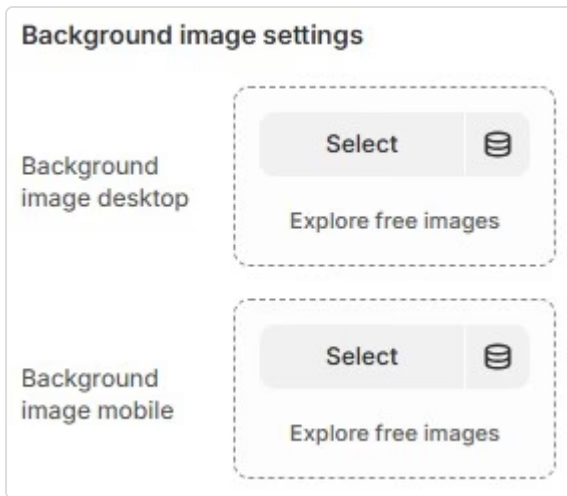 Background image settings
Select
Background
image desktop
Explore free images
Select
Background
image mobile
Explore free images